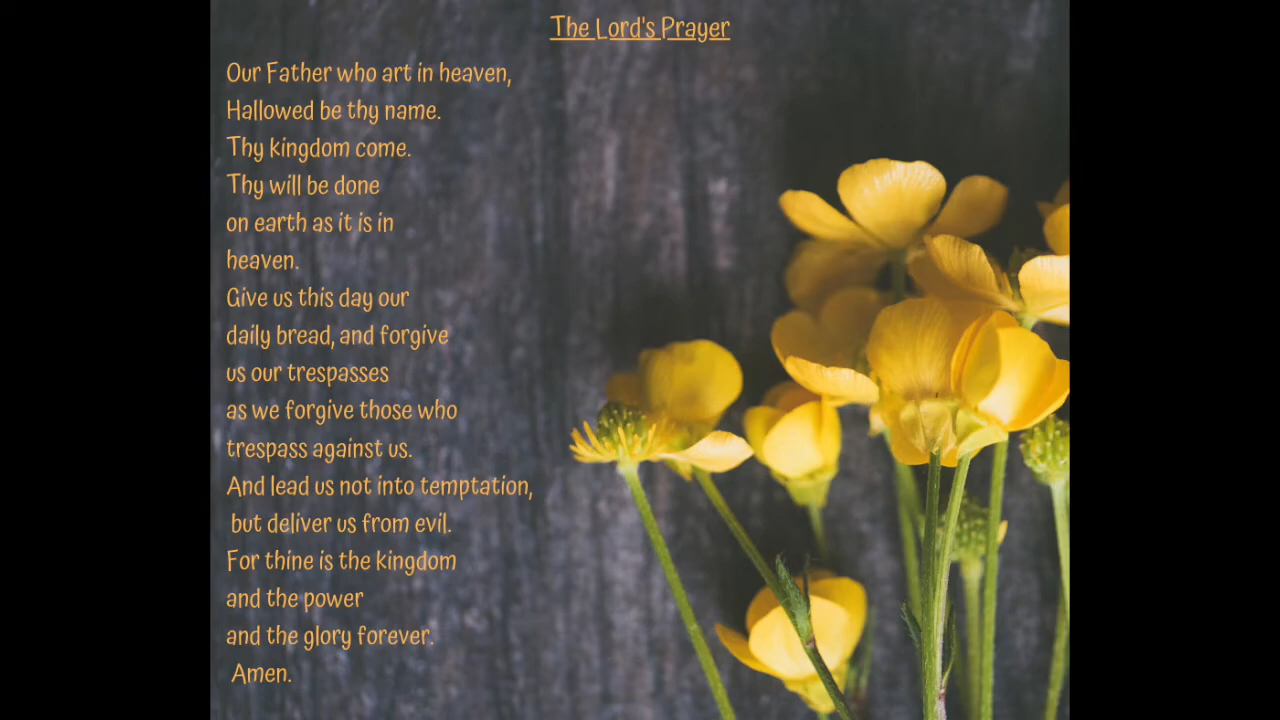 The Lord's Prayer
Our Father who art in heaven,
Hallowed be thy name.
Thy kingdom come.
Thy will be done
on earth as it is in
heaven.
Give us this day our
daily bread, and forgive
us our trespasses
as we forgive those who
trespass against us.
And lead us not into temptation,
but deliver us from evil.
For thine is the kingdom
and the power
and the glory forever.
Amen.